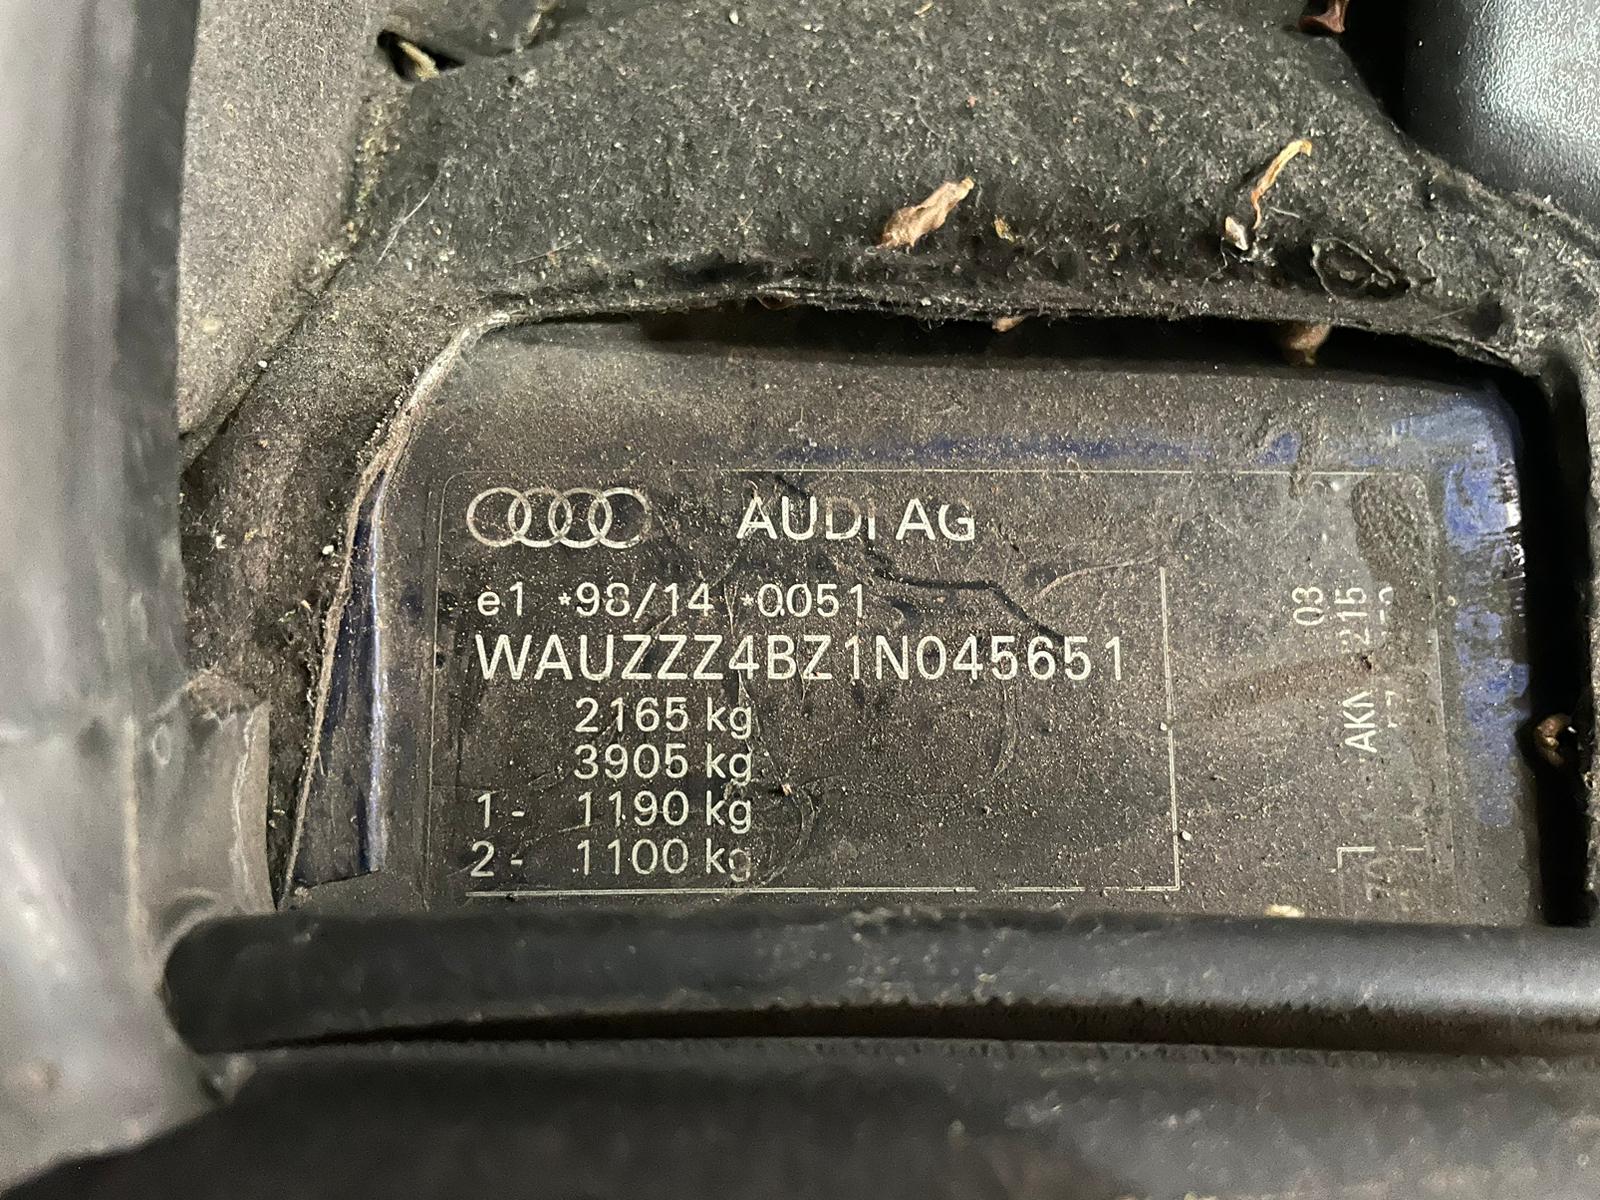 AUDI AG
e1 *98/14 *0051
WAUZZZ4BZ1N045651
2165 kg
3905 kg
1- 1190 kg
2- 1100 kg
03
215